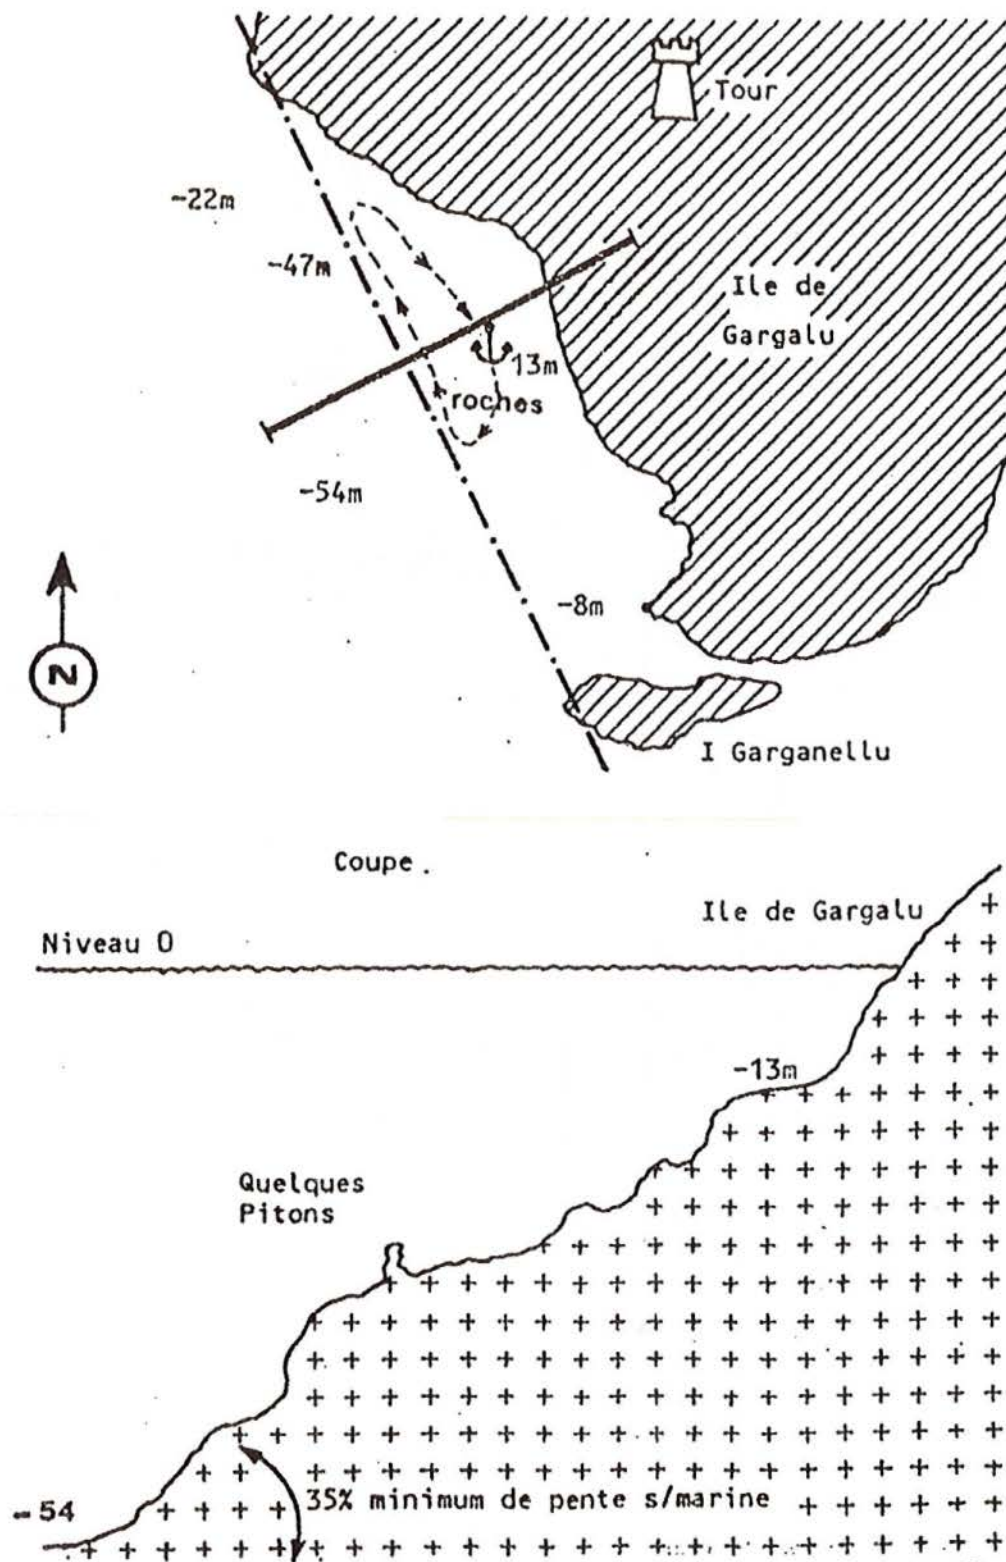 Tour
-22m
-47m
Ile de
Gargalu
13m
roches
-54m
-8m
N
I Garganellu
Coupe.
Ile de Gargalu
Niveau 0
-13m
Quelques
Pitons
35% minimum de pente s/marine
-54